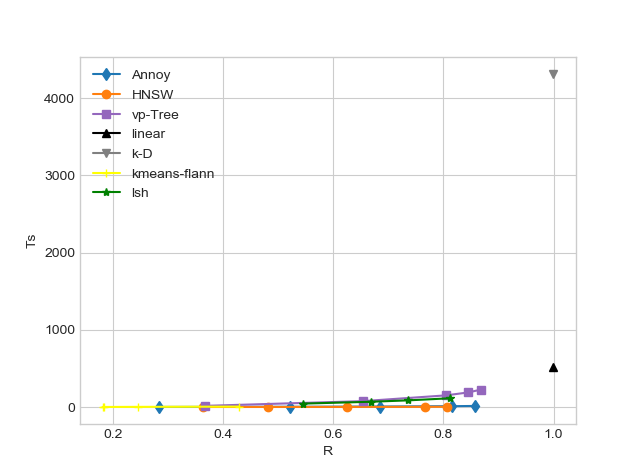 Annoy
HNSW
vp-Tree
linear
k-D
kmeans-flann
lsh
4000
3000
2000
1000
0
Ts
0.2 0.4 0.6 0.8 1.0
R